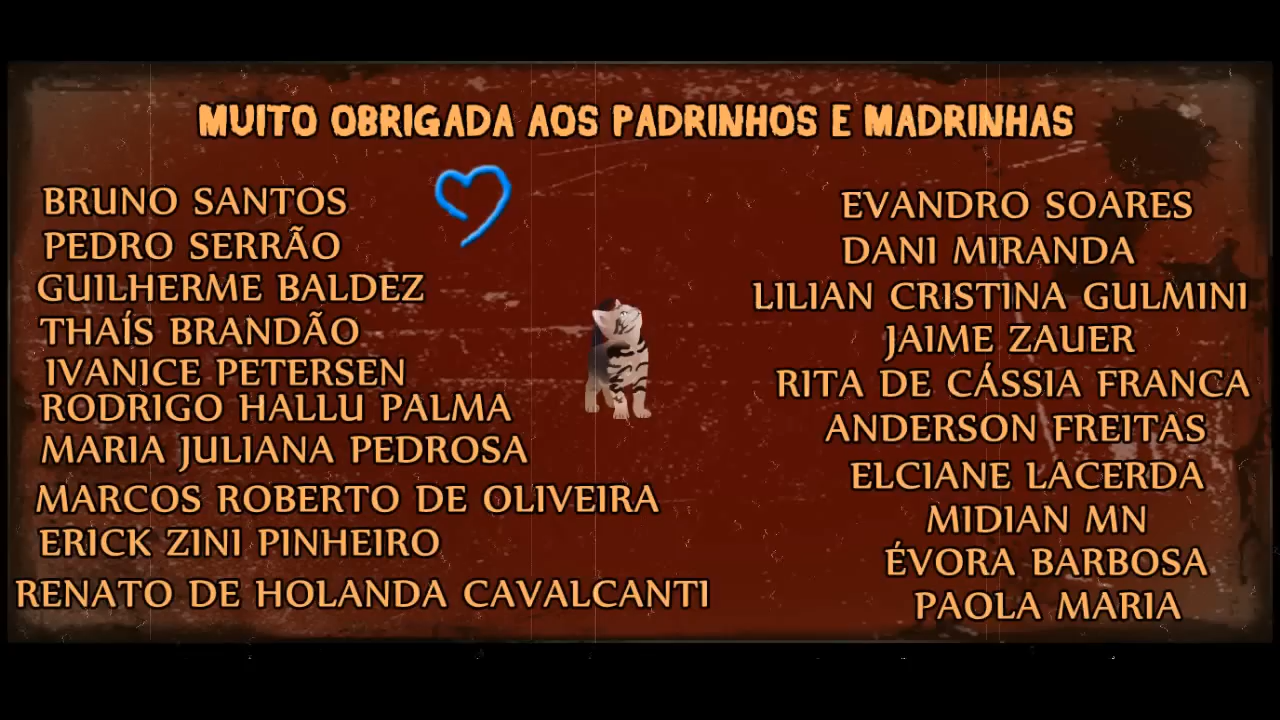 MUITO OBRIGADA AOS PADRINHOS E MADRINHAS
BRUNO SANTOS
PEDRO SERRÃO
GUILHERME BALDEZ
THAÍS BRANDÃO
IVANICE PETERSEN
RODRIGO HALLU PALMA
MARIA JULIANA PEDROSA
MARCOS ROBERTO DE OLIVEIRA
ERICK ZINI PINHEIRO
RENATO DE HOLANDA CAVALCANTI
EVANDRO SOARES
DANI MIRANDA
LILIAN CRISTINA GULMINI
JAIME ZAUER
RITA DE CÁSSIA FRANCA
ANDERSON FREITAS
ELCIANE LACERDA
MIDIAN MN
ÉVORA BARBOSA
PAOLA MARIA